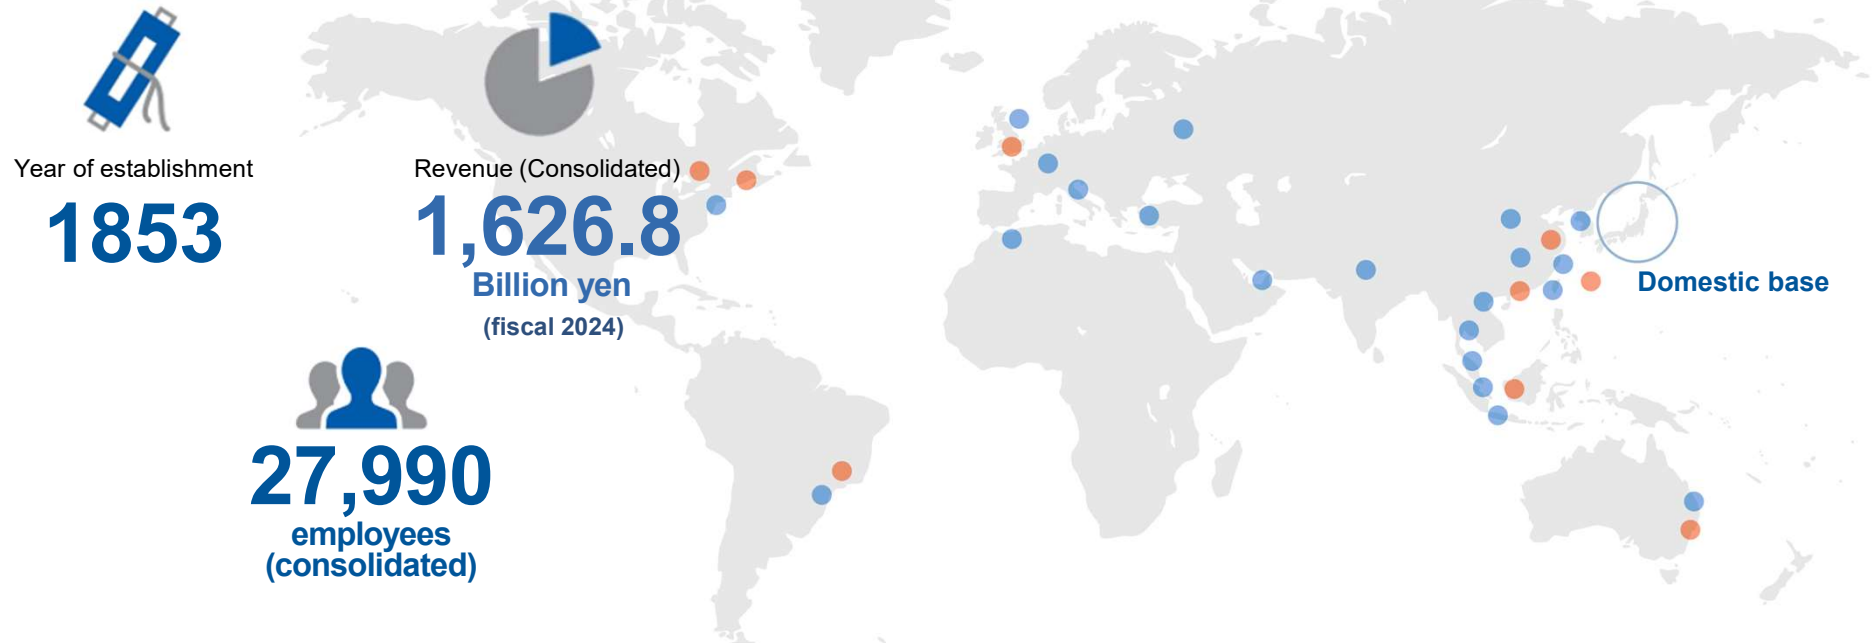 Year of establishment
1853
Revenue (Consolidated)
1,626.8
Billion yen
(fiscal 2024)
27,990
employees
(consolidated)
Domestic base